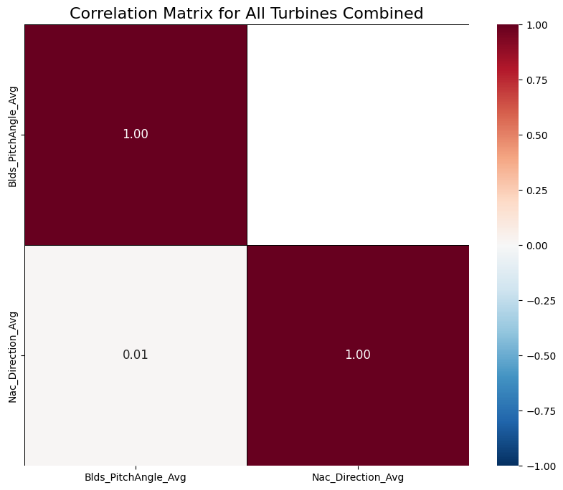 Correlation Matrix for All Turbines Combined
Blds_PitchAngle_Avg
1.00
Nac_Direction_Avg
0.01
1.00
Blds_PitchAngle_Avg
Nac_Direction_Avg
1.00
0.75
0.50
0.25
0.00
−0.25
−0.50
−0.75
−1.00